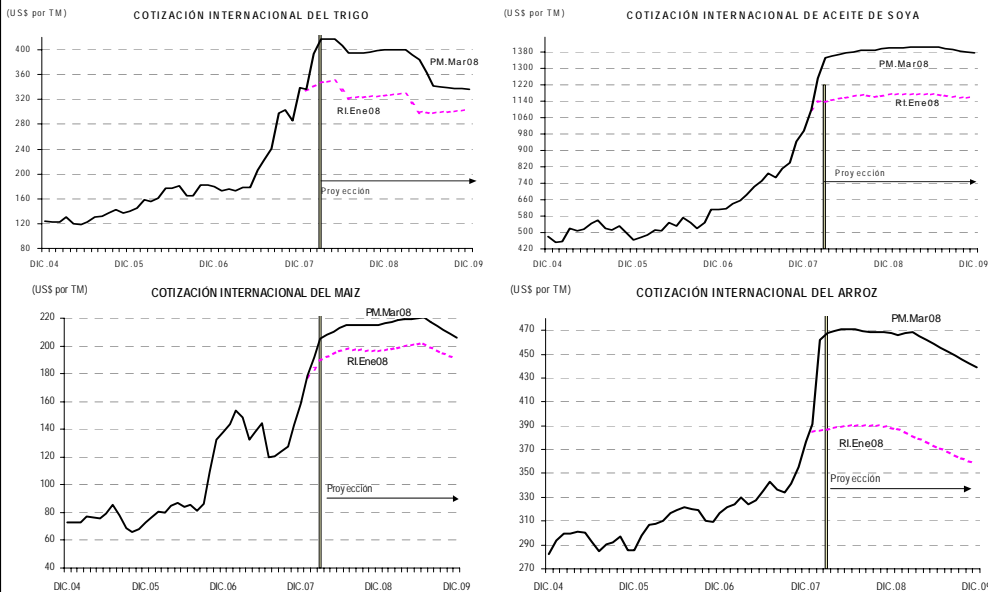 (US$ por TM)
COTIZACIÓN INTERNACIONAL DEL TRIGO
400
360
320
280
240
200
160
120
80
PM.Mar08
RI.Ene08
Proyección
DIC.04 DIC.05 DIC.06 DIC.07 DIC.08 DIC.09
(US$ por TM)
COTIZACIÓN INTERNACIONAL DE ACEITE DE SOYA
1380
1300
1220
1140
1060
980
900
820
740
660
580
500
420
PM.Mar08
RI.Ene08
Proyección
DIC.04 DIC.05 DIC.06 DIC.07 DIC.08 DIC.09
(US$ por TM)
COTIZACIÓN INTERNACIONAL DEL MAIZ
220
200
180
160
140
120
100
80
60
40
PM.Mar08
RI.Ene08
Proyección
DIC.04 DIC.05 DIC.06 DIC.07 DIC.08 DIC.09
(US$ por TM)
COTIZACIÓN INTERNACIONAL DEL ARROZ
470
450
430
410
390
370
350
330
310
290
270
PM.Mar08
RI.Ene08
Proyección
DIC.04 DIC.05 DIC.06 DIC.07 DIC.08 DIC.09